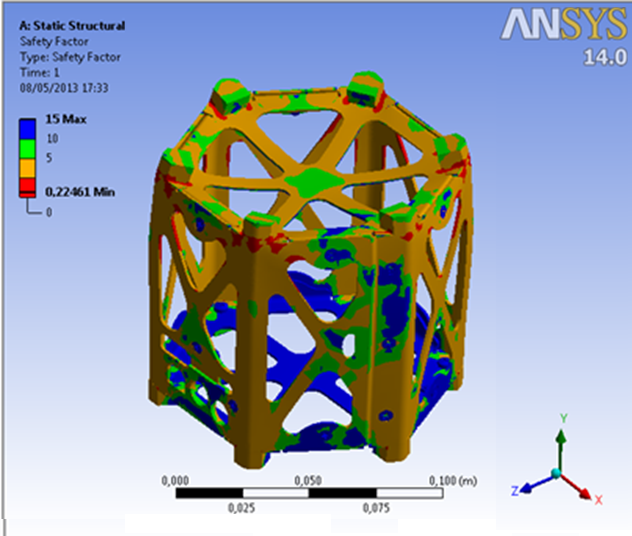 A: Static Structural
Safety Factor
Type: Safety Factor
Time: 1
08/05/2013 17:33
ANSYS
14.0
15 Max
10
5
0,22461 Min
0
0,000 0,050 0,100 (m)
0,025 0,075
Y
Z
X